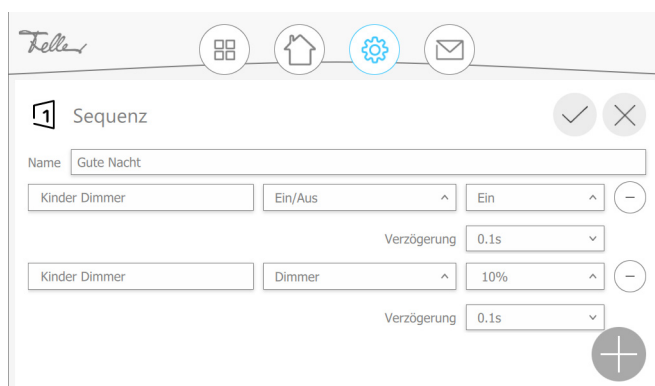 Feller
1 Sequenz
Name Gute Nacht
Kinder Dimmer Ein/Aus Ein
Verzögerung 0.1s
Kinder Dimmer Dimmer 10%
Verzögerung 0.1s